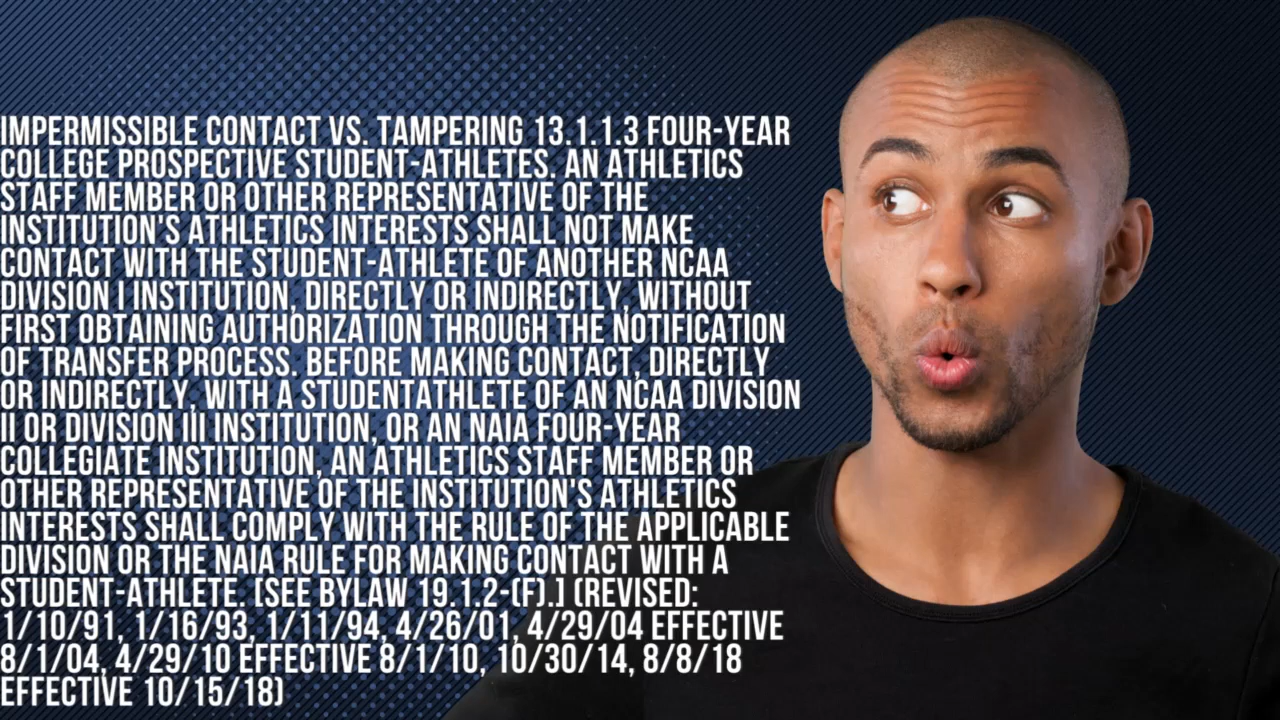 IMPERMISSIBLE CONTACT VS. TAMPERING 13.1.1.3 FOUR-YEAR
COLLEGE PROSPECTIVE STUDENT-ATHLETES. AN ATHLETICS
STAFF MEMBER OR OTHER REPRESENTATIVE OF THE
INSTITUTION'S ATHLETICS INTERESTS SHALL NOT MAKE
CONTACT WITH THE STUDENT-ATHLETE OF ANOTHER NCAA
DIVISION I INSTITUTION, DIRECTLY OR INDIRECTLY, WITHOUT
FIRST OBTAINING AUTHORIZATION THROUGH THE NOTIFICATION
OF TRANSFER PROCESS. BEFORE MAKING CONTACT, DIRECTLY
OR INDIRECTLY, WITH A STUDENTATHLETE OF AN NCAA DIVISION
II OR DIVISION III INSTITUTION, OR AN NAIA FOUR-YEAR
COLLEGIATE INSTITUTION, AN ATHLETICS STAFF MEMBER OR
OTHER REPRESENTATIVE OF THE INSTITUTION'S ATHLETICS
INTERESTS SHALL COMPLY WITH THE RULE OF THE APPLICABLE
DIVISION OR THE NAIA RULE FOR MAKING CONTACT WITH A
STUDENT-ATHLETE. [SEE BYLAW 19.1.2-(F).] (REVISED:
1/10/91, 1/16/93, 1/11/94, 4/26/01, 4/29/04 EFFECTIVE
8/1/04, 4/29/10 EFFECTIVE 8/1/10, 10/30/14, 8/8/18
EFFECTIVE 10/15/18)